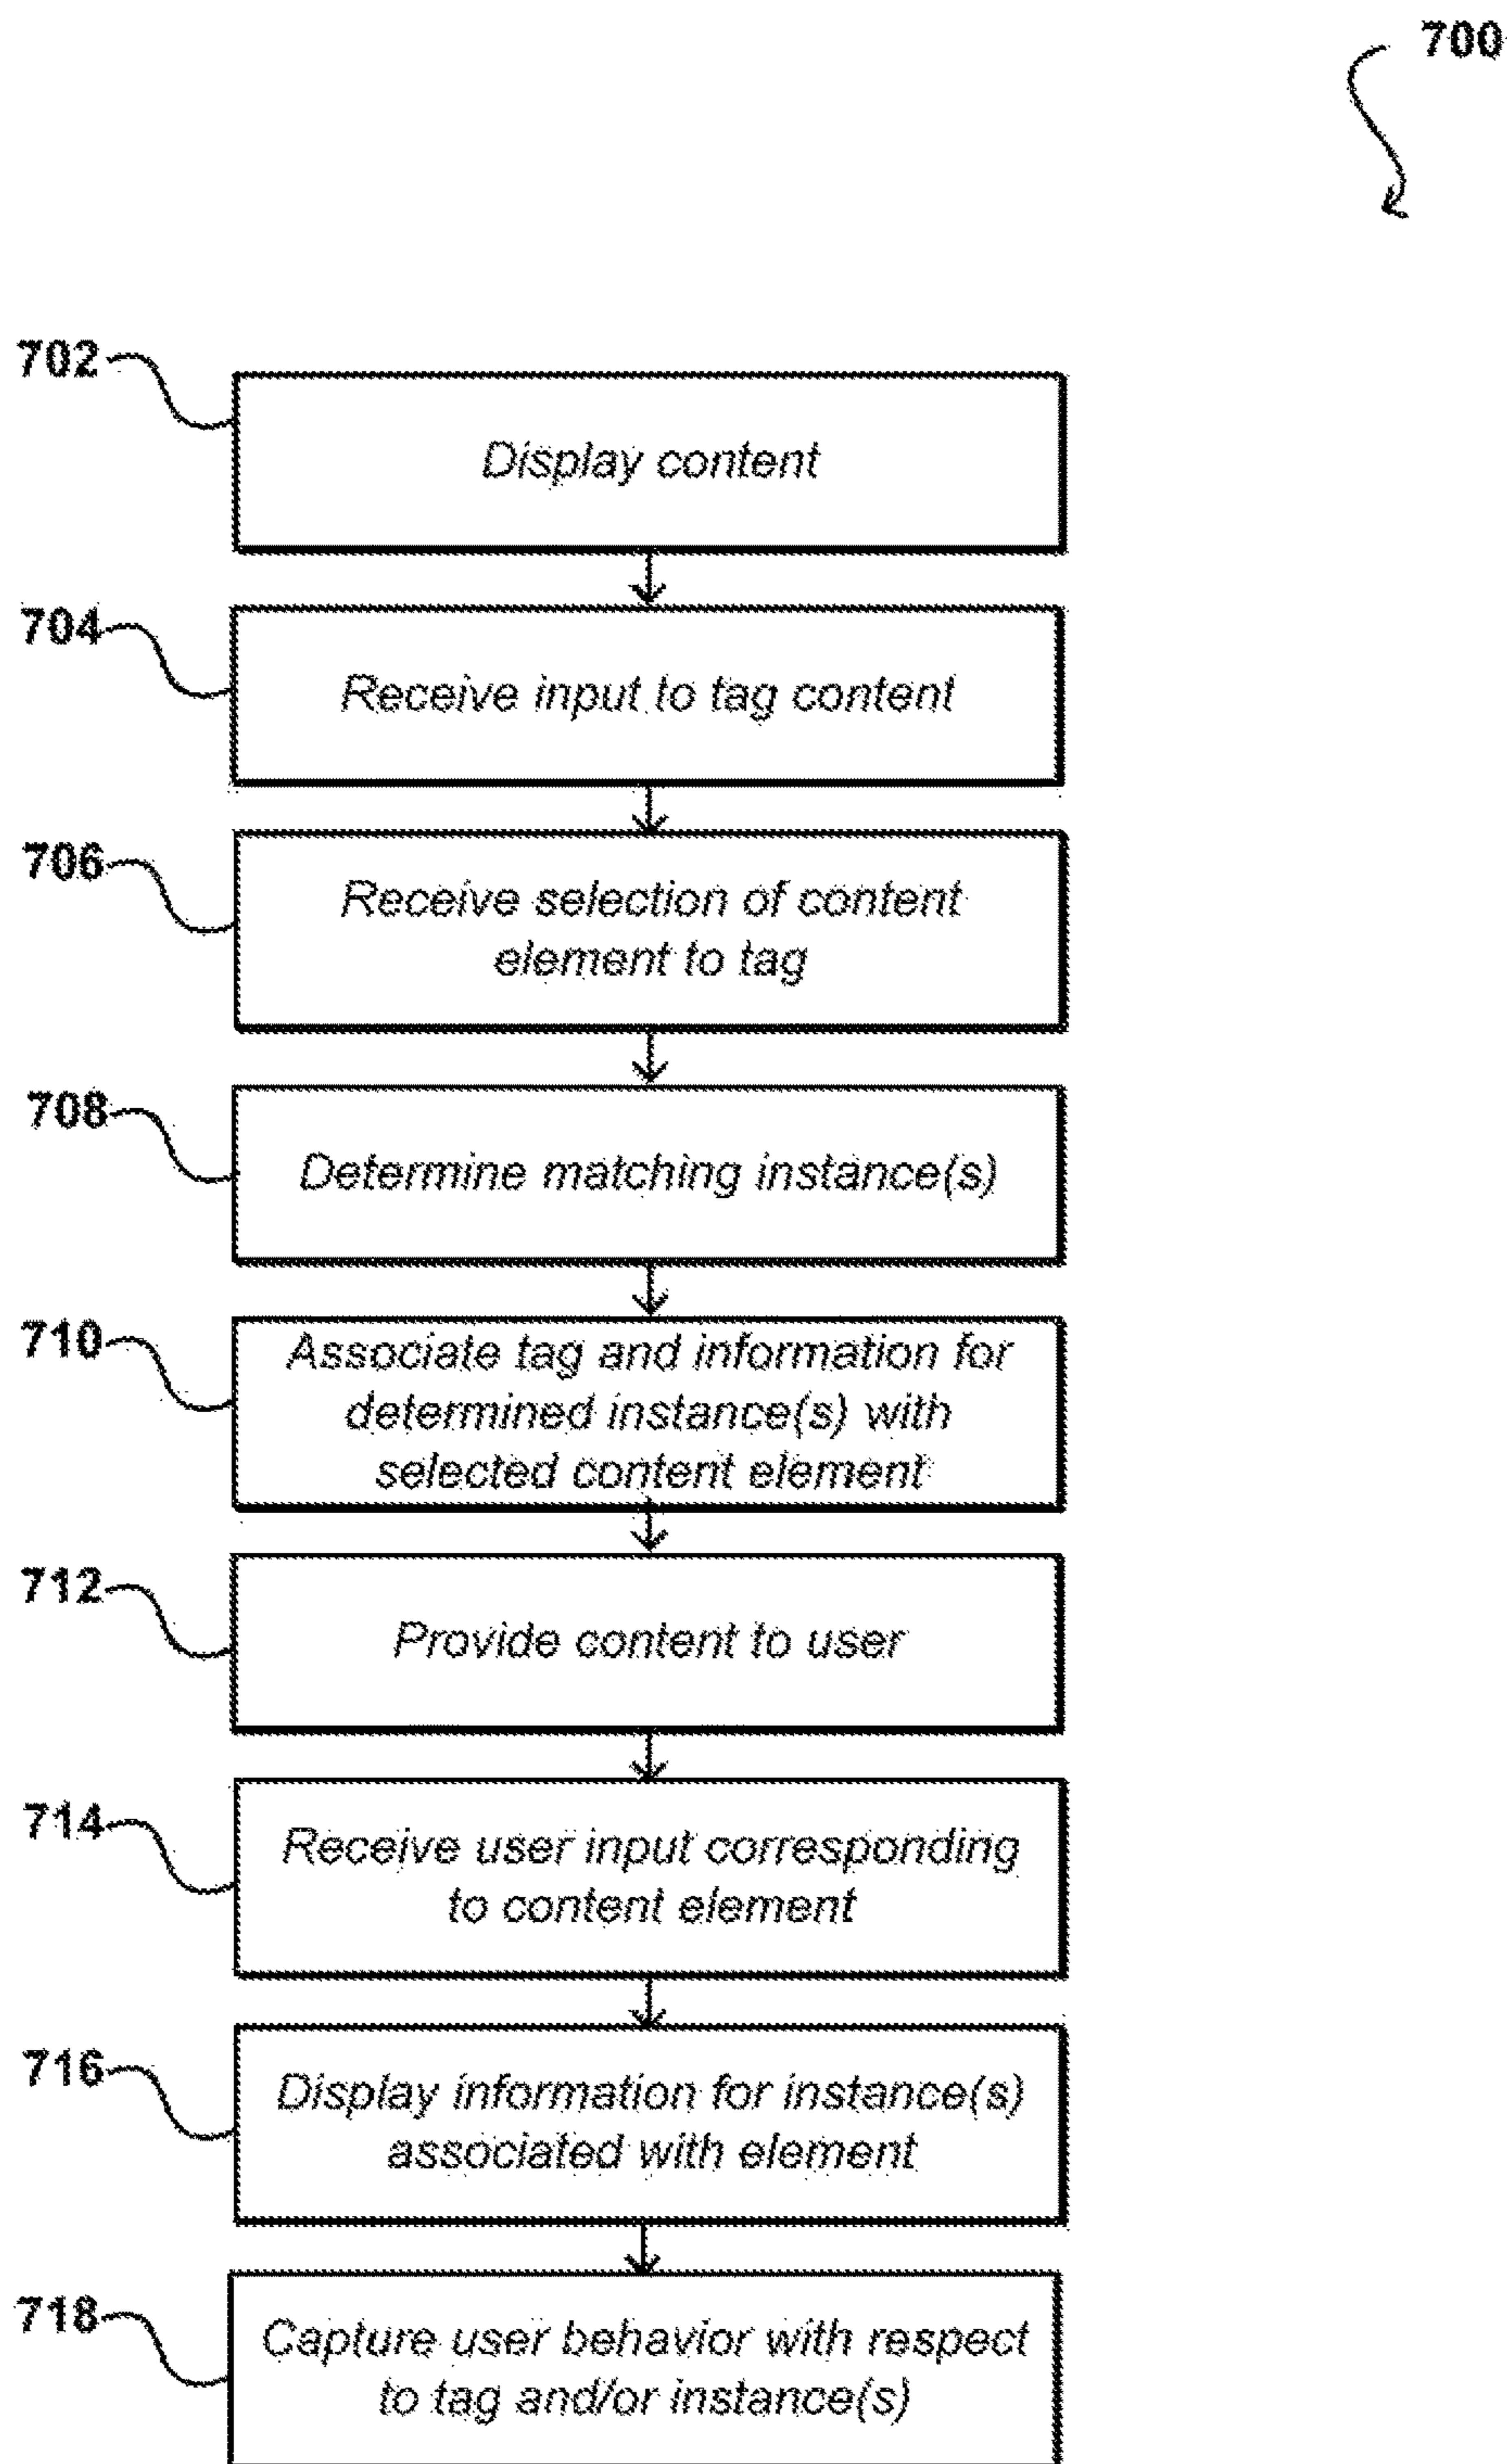 700
702
Display content
704
Receive input to tag content
706
Receive selection of content
element to tag
708
Determine matching instance(s)
710
Associate tag and information for
determined instance(s) with
selected content element
712
Provide content to user
714
Receive user input corresponding
to content element
716
Display information for instance(s)
associated with element
718
Capture user behavior with respect
to tag and/or instance(s)